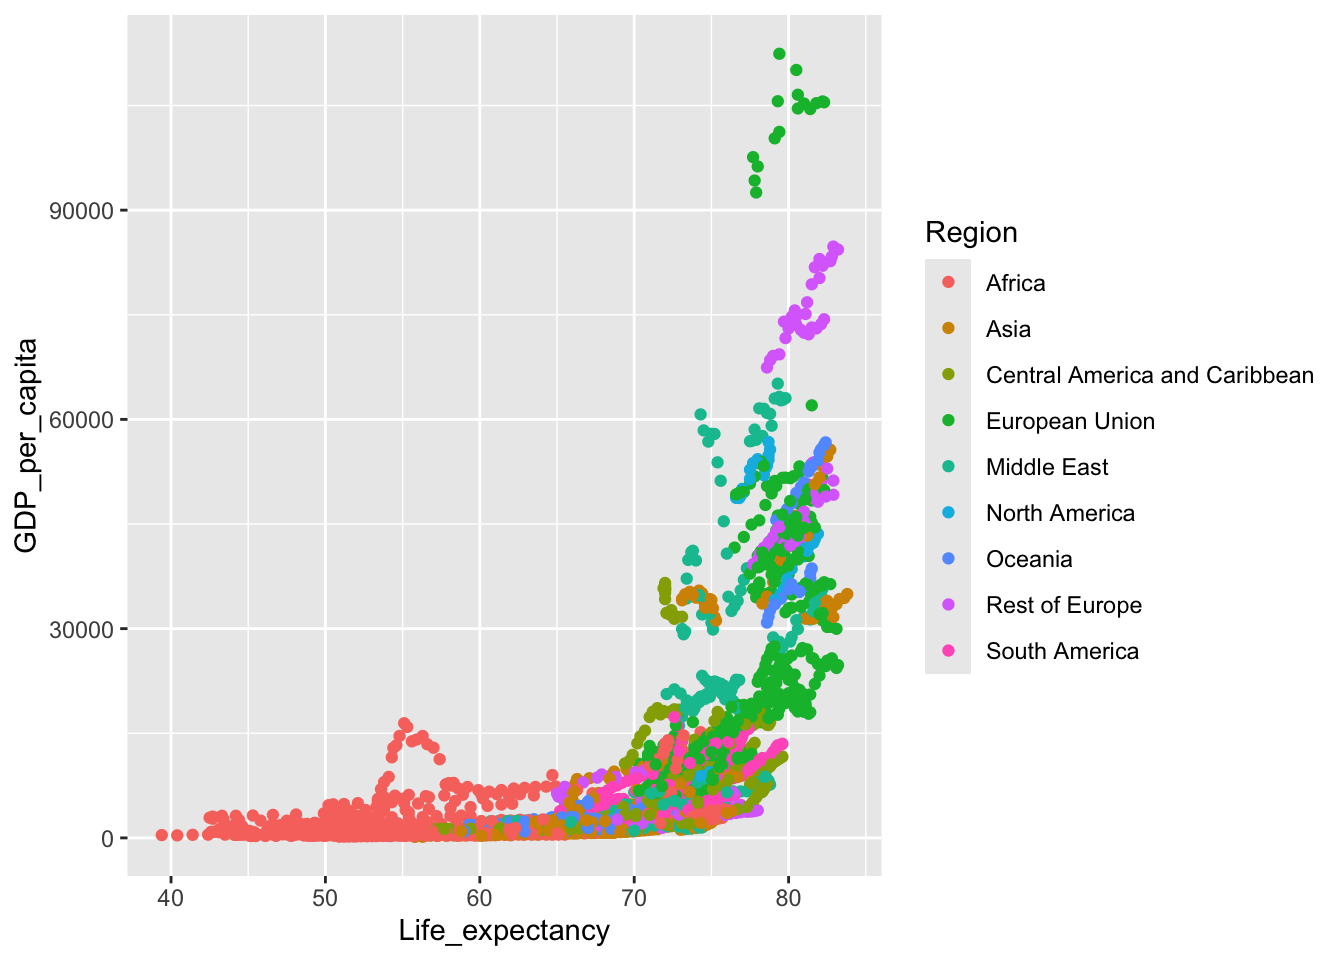 90000
60000
30000
0
GDP_per_capita
40 50 60 70 80
Life_expectancy
Region
Africa
Asia
Central America and Caribbean
European Union
Middle East
North America
Oceania
Rest of Europe
South America